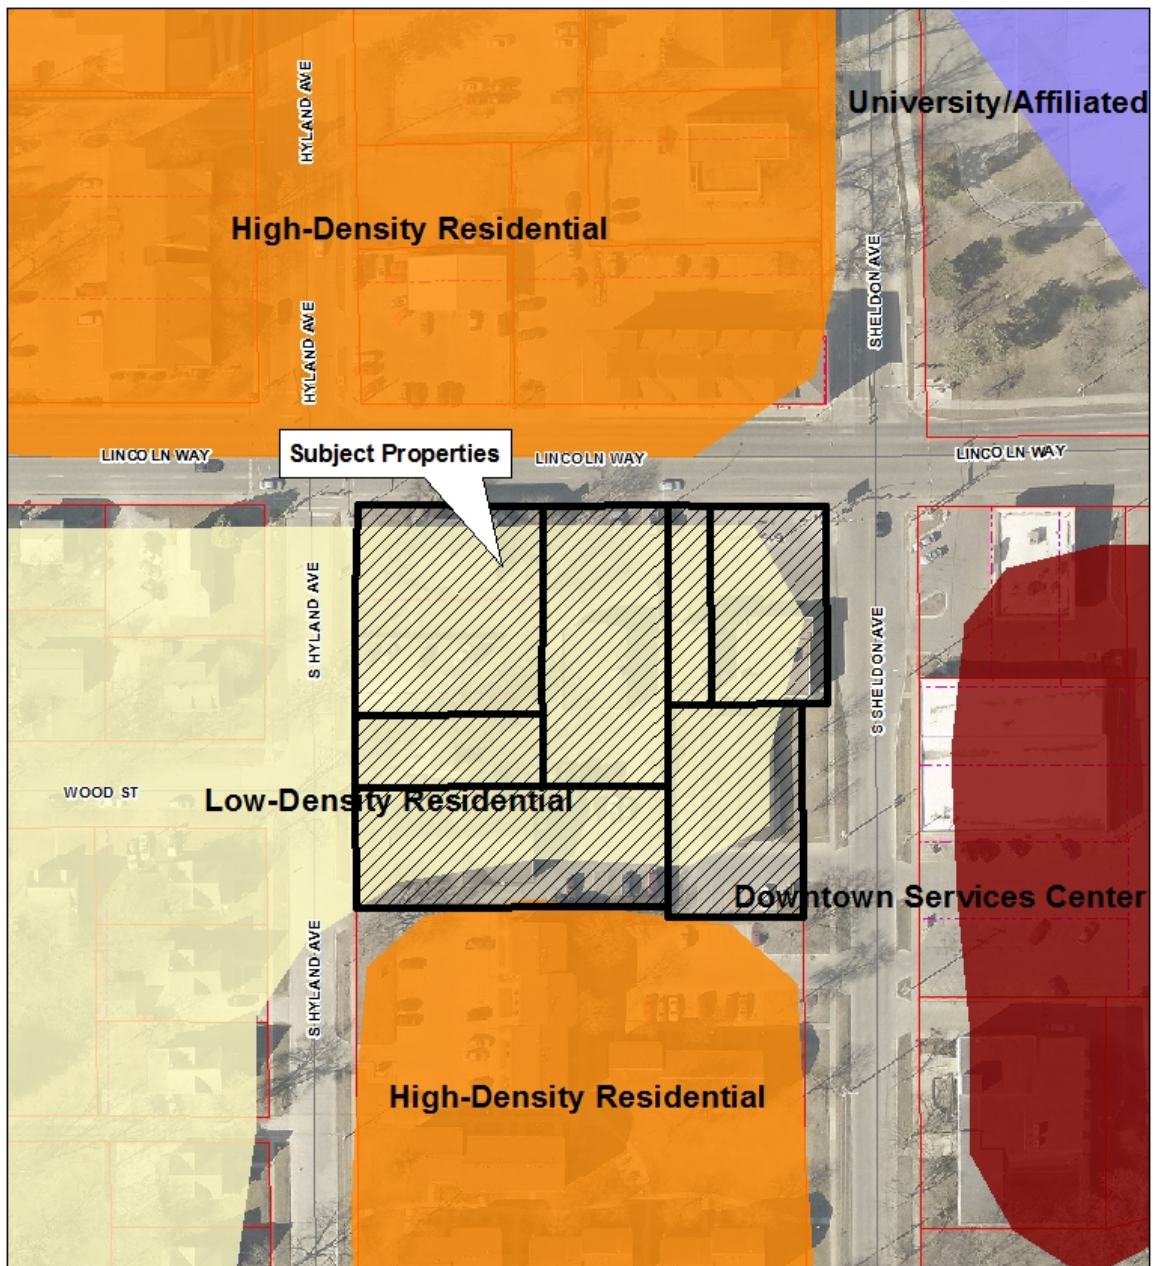 HYLAND AVE
University/Affiliated
High-Density Residential
SHELDON AVE
HYLAND AVE
LINCOLN WAY
Subject Properties
LINCOLN WAY
LINCOLN WAY
S HYLAND AVE
S SHELDON AVE
WOOD ST
Low-Density Residential
Downtown Services Center
S HYLAND AVE
High-Density Residential